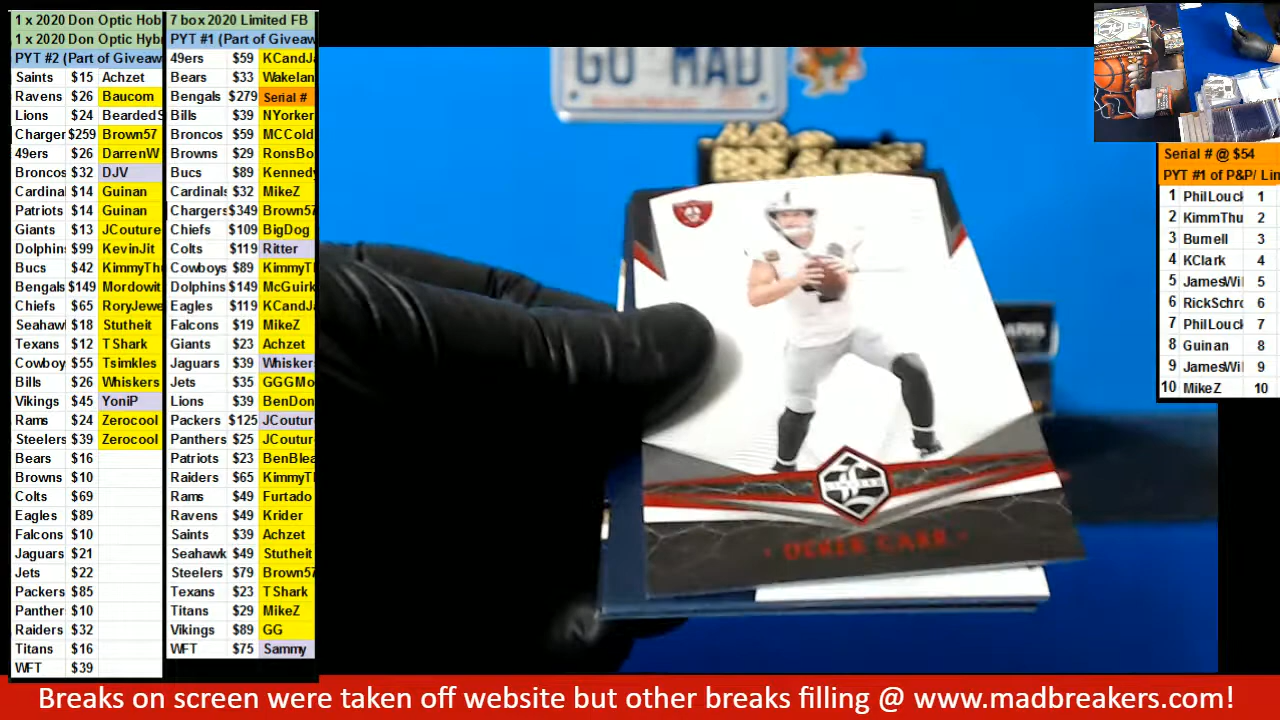 1 x 2020 Don Optic Hob
1 x 2020 Don Optic Hybr
PYT #2 (Part of Giveaw
Saints $15 Achzet
Ravens $26 Baucom
Lions $24 BeardedS
Charger $259 Brown57
49ers $26 DarrenW
Broncos $32 DJV
Cardinal $14 Guinan
Patriots $14 Guinan
Giants $13 JCouture
Dolphin $99 KevinJit
Bucs $42 KimmyThu
Bengals $149 Mordowit
Chiefs $65 RoryJewe
Seahaw $18 Stutheit
Texans $12 TShark
Cowboy $55 Tsimkles
Bills $26 Whiskers
Vikings $45 YoniP
Rams $24 Zerocool
Steelers $39 Zerocool
Bears $16
Browns $10
Colts $69
Eagles $89
Falcons $10
Jaguars $21
Jets $22
Packers $85
Panther $10
Raiders $32
Titans $16
WFT $39
7 box 2020 Limited FB
PYT #1 (Part of Giveaw
49ers $59 KCandJa
Bears $33 Wakelan
Bengals $279 Serial #
Bills $39 NYorker
Broncos $59 MCCold
Browns $29 RonsBo
Bucs $89 Kennedy
Cardinals $32 MikeZ
Chargers $349 Brown57
Chiefs $109 BigDog
Colts $119 Ritter
Cowboys $89 KimmyTh
Dolphins $149 McGuirk
Eagles $119 KCandJa
Falcons $19 MikeZ
Giants $23 Achzet
Jaguars $39 Whiskers
Jets $35 GGGMo
Lions $39 BenDon
Packers $125 JCoutur
Panthers $25 JCoutur
Patriots $23 BenBlea
Raiders $65 KimmyTh
Rams $49 Furtado
Ravens $49 Krider
Saints $39 Achzet
Seahawk $49 Stutheit
Steelers $79 Brown57
Texans $23 TShark
Titans $29 MikeZ
Vikings $89 GG
WFT $75 Sammy
GO MAD
LIMITED
DEREK CARR
Serial # @ $54
PYT #1 of P&P/ Lim
1 PhilLouck 1
2 KimmThu 2
3 Burnell 3
4 KClark 4
5 JamesWil 5
6 RickSchro 6
7 PhilLouck 7
8 Guinan 8
9 JamesWil 9
10 MikeZ 10
Breaks on screen were taken off website but other breaks filling @ www.madbreakers.com!